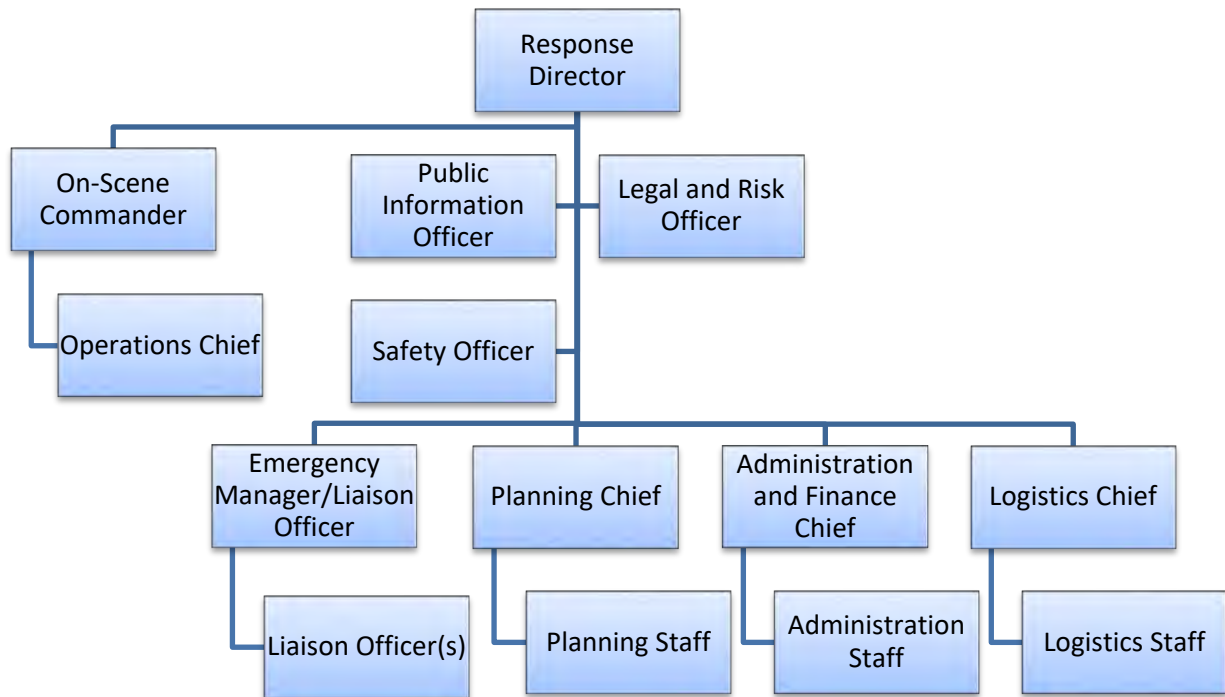 Response
Director
On-Scene
Commander
Public
Information
Officer
Legal and Risk
Officer
Operations Chief
Safety Officer
Emergency
Manager/Liaison
Officer
Planning Chief
Administration
and Finance
Chief
Logistics Chief
Liaison Officer(s)
Planning Staff
Administration
Staff
Logistics Staff